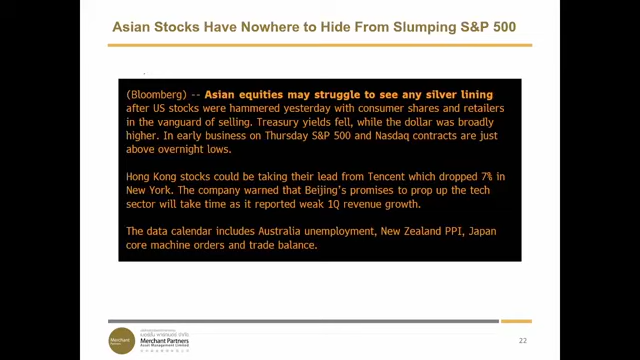 Asian Stocks Have Nowhere to Hide From Slumping S&P 500
(Bloomberg) -- Asian equities may struggle to see any silver lining
after US stocks were hammered yesterday with consumer shares and retailers
in the vanguard of selling. Treasury yields fell, while the dollar was broadly
higher. In early business on Thursday S&P 500 and Nasdaq contracts are just
above overnight lows.
Hong Kong stocks could be taking their lead from Tencent which dropped 7% in
New York. The company warned that Beijing's promises to prop up the tech
sector will take time as it reported weak 1Q revenue growth.
The data calendar includes Australia unemployment, New Zealand PPI, Japan
core machine orders and trade balance.
Merchant
Partners
Merchant Partners
Asset Management Limited
22